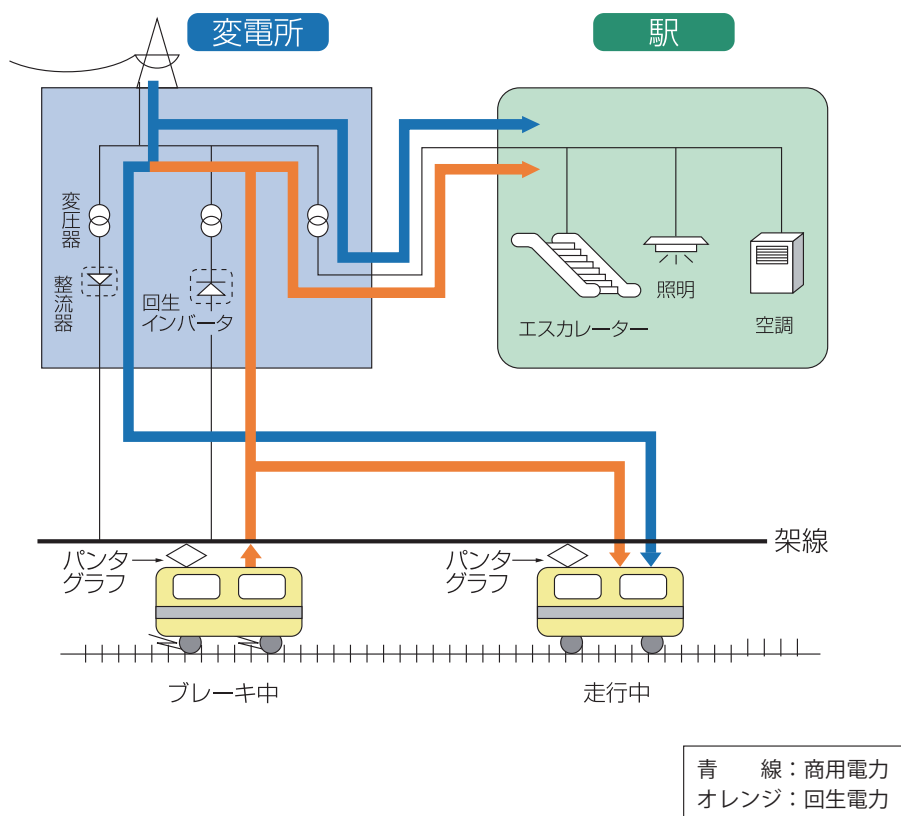 変電所
駅
変圧器
整流器
回生
インバータ
エスカレーター
照明
空調
架線
パンタ
グラフ
パンタ
グラフ
ブレーキ中
走行中
青　　線：商用電力
オレンジ：回生電力